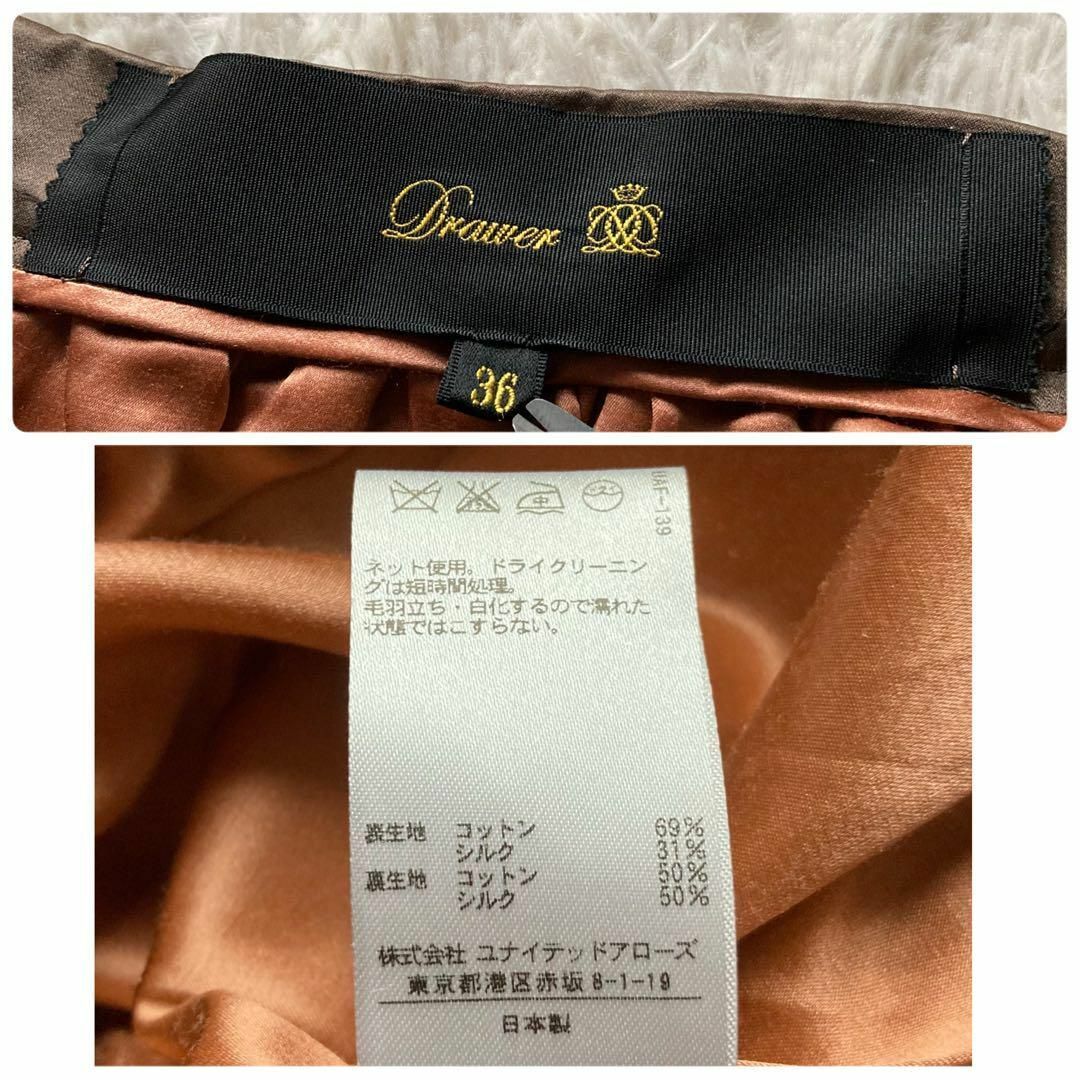 Drawer
36
UAF-139
中
ネット使用。ドライクリーニン
グは短時間処理。
毛羽立ち・白化するので濡れた
状態ではこすらない。
表生地 コットン 69%
シルク 31%
裏生地 コットン 50%
シルク 50%
株式会社 ユナイテッドアローズ
東京都港区赤坂8-1-19
日本製